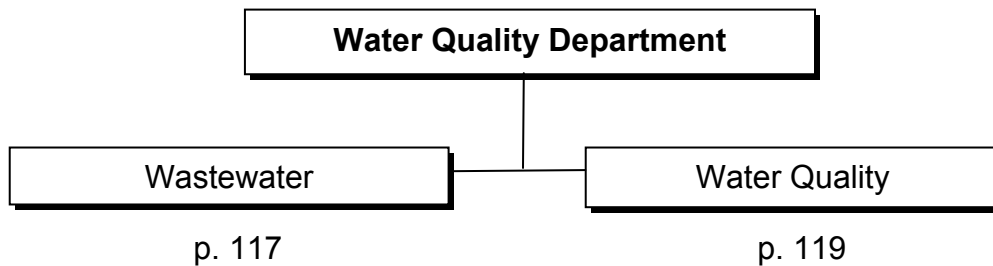 Water Quality Department
Wastewater
Water Quality
p. 117
p. 119